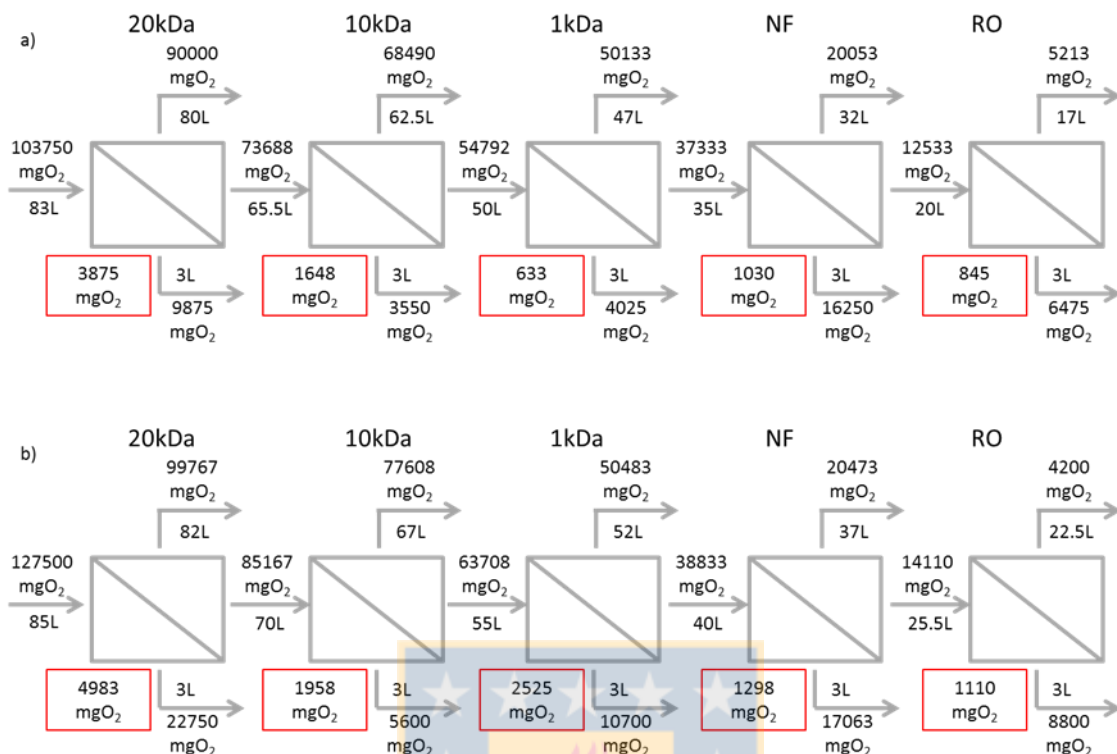 a)
20kDa 10kDa 1kDa NF RO
90000 68490 50133 20053 5213
mgO₂ mgO₂ mgO₂ mgO₂ mgO₂
80L 62.5L 47L 32L 17L
103750 73688 54792 37333 12533
mgO₂ mgO₂ mgO₂ mgO₂ mgO₂
83L 65.5L 50L 35L 20L
3875 3L 1648 3L 633 3L 1030 3L 845 3L
mgO₂ mgO₂ mgO₂ mgO₂ mgO₂
9875 3550 4025 16250 6475
mgO₂ mgO₂ mgO₂ mgO₂ mgO₂
b)
20kDa 10kDa 1kDa NF RO
99767 77608 50483 20473 4200
mgO₂ mgO₂ mgO₂ mgO₂ mgO₂
82L 67L 52L 37L 22.5L
127500 85167 63708 38833 14110
mgO₂ mgO₂ mgO₂ mgO₂ mgO₂
85L 70L 55L 40L 25.5L
4983 3L 1958 3L 2525 3L 1298 3L 1110 3L
mgO₂ mgO₂ mgO₂ mgO₂ mgO₂
22750 5600 10700 17063 8800
mgO₂ mgO₂ mgO₂ mgO₂ mgO₂